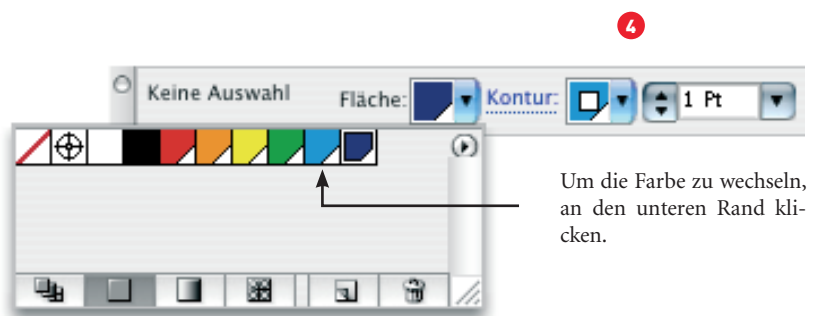 4
Keine Auswahl Fläche: Kontur: 1 Pt
Um die Farbe zu wechseln,
an den unteren Rand kli-
cken.